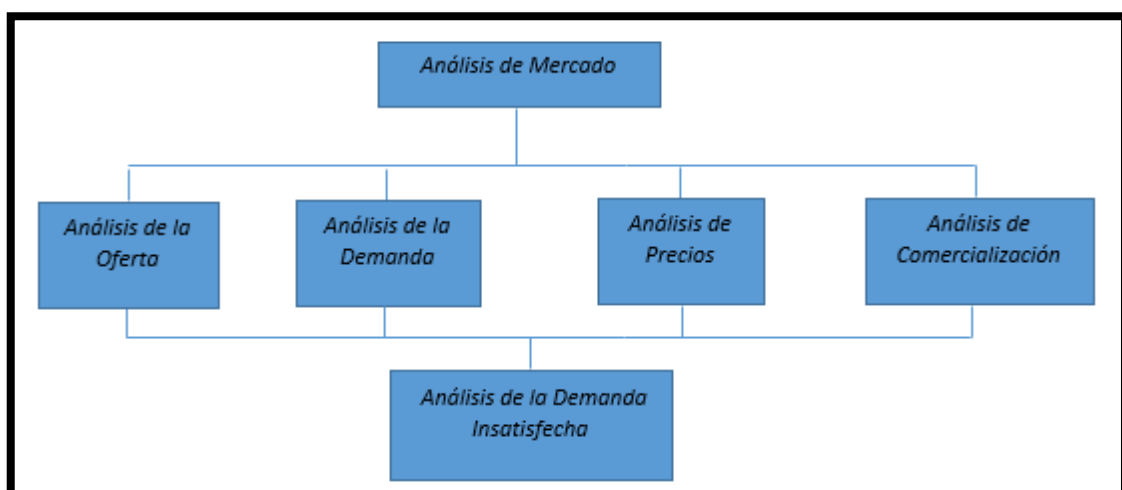 Análisis de Mercado
Análisis de la
Oferta
Análisis de la
Demanda
Análisis de
Precios
Análisis de
Comercialización
Análisis de la Demanda
Insatisfecha